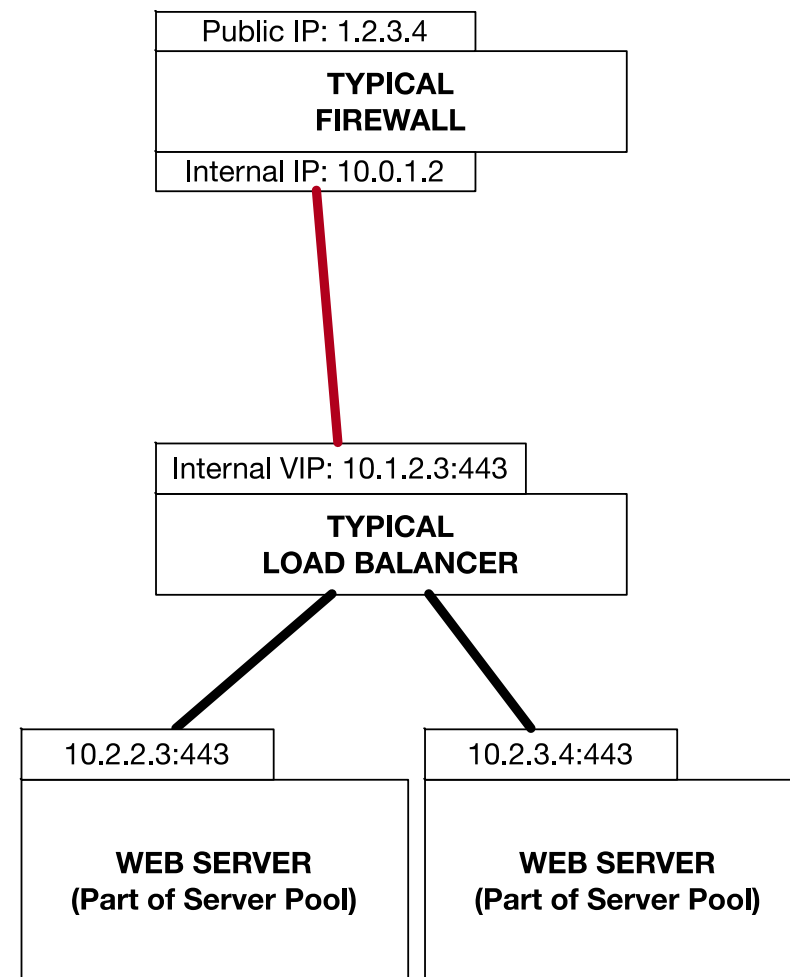 Public IP: 1.2.3.4
TYPICAL
FIREWALL
Internal IP: 10.0.1.2
Internal VIP: 10.1.2.3:443
TYPICAL
LOAD BALANCER
10.2.2.3:443
10.2.3.4:443
WEB SERVER
(Part of Server Pool)
WEB SERVER
(Part of Server Pool)